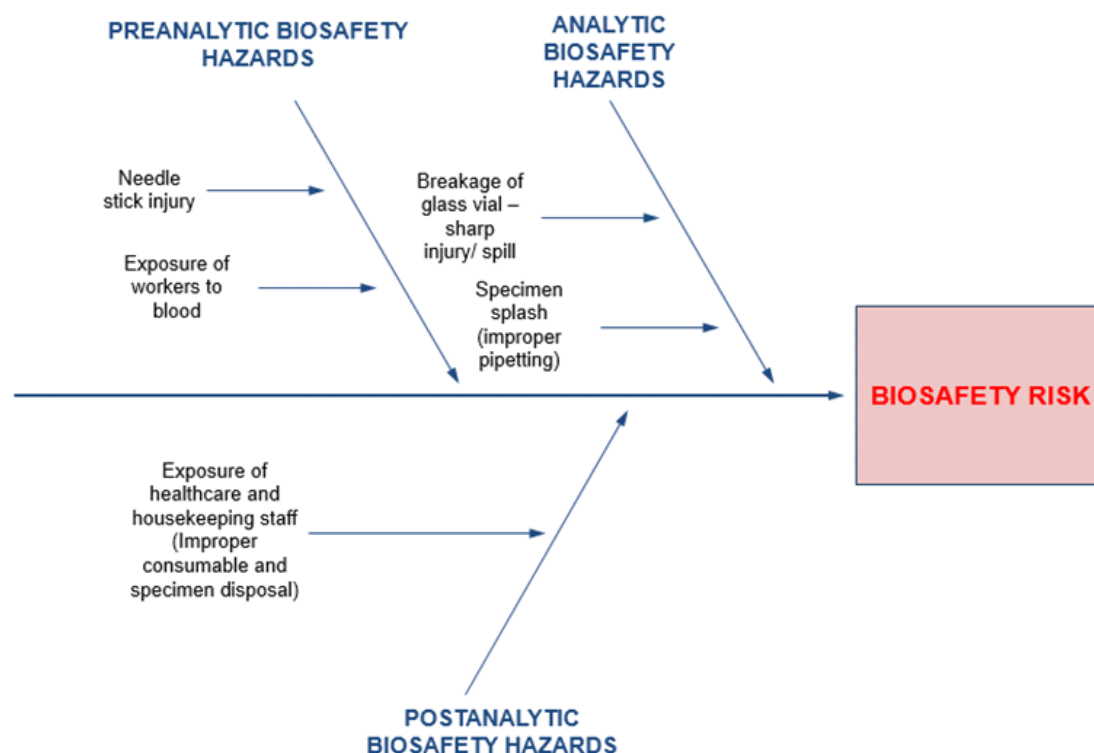 PREANALYTIC BIOSAFETY
HAZARDS
ANALYTIC
BIOSAFETY
HAZARDS
Needle
stick injury
Exposure of
workers to
blood
Breakage of
glass vial –
sharp
injury/ spill
Specimen
splash
(improper
pipetting)
BIOSAFETY RISK
Exposure of
healthcare and
housekeeping staff
(Improper
consumable and
specimen disposal)
POSTANALYTIC
BIOSAFETY HAZARDS